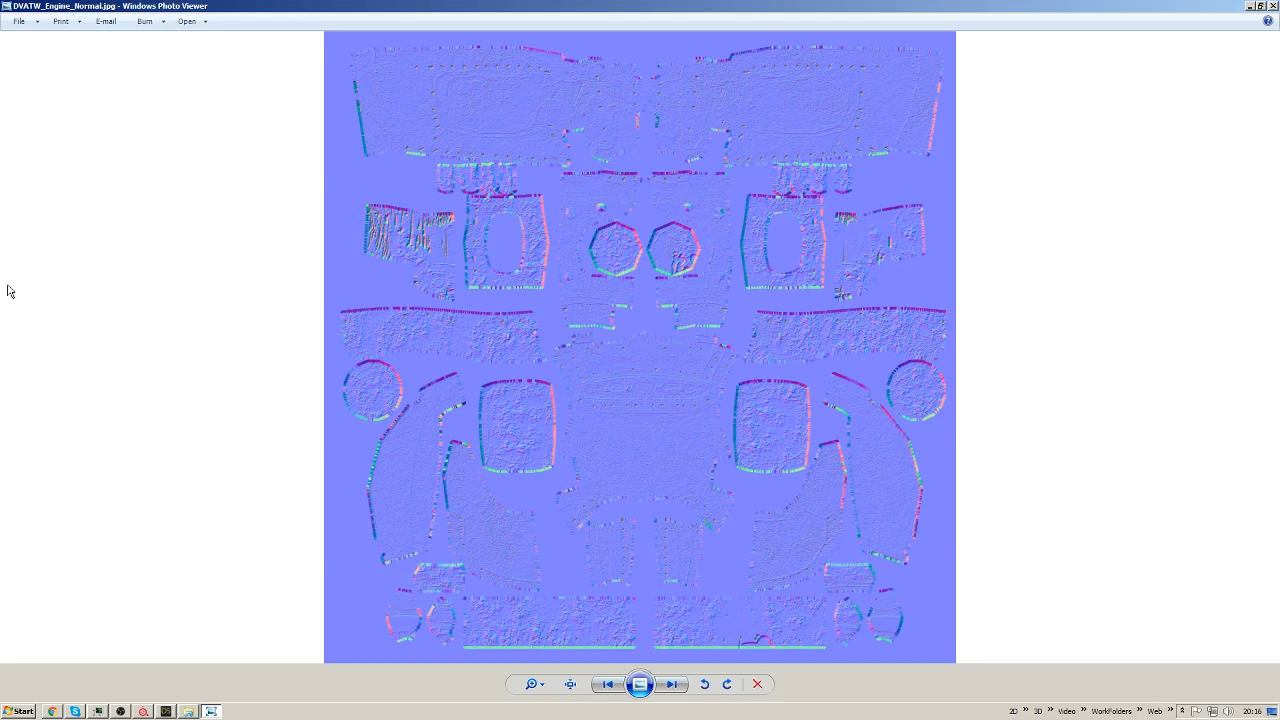 DVATW_Engine_Normal.jpg - Windows Photo Viewer
File Print E-mail Burn Open
Start 2D » 3D » Video » WorkFolders » Web » 20:16